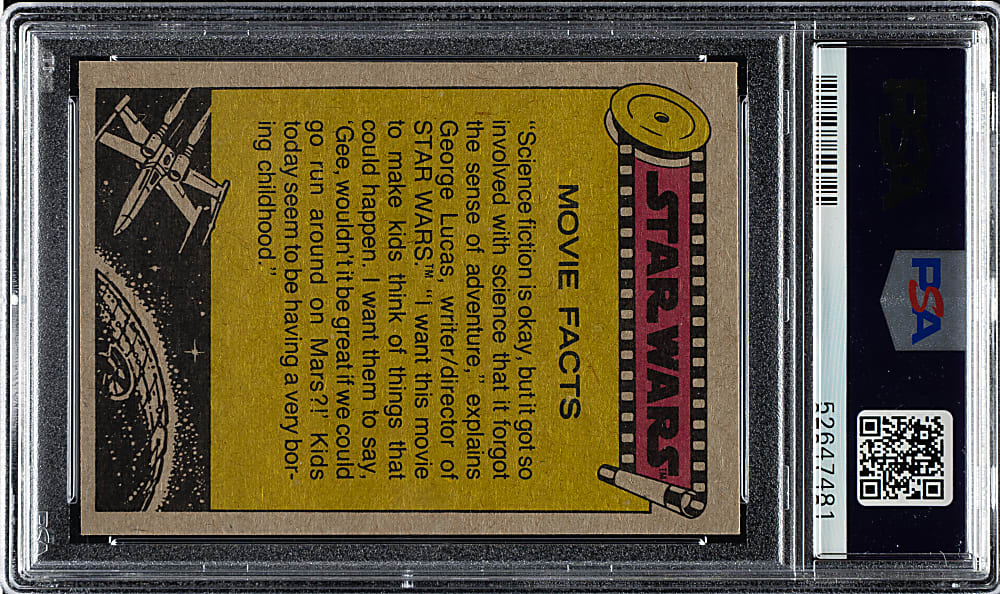 PSA
52647481
STAR WARS™
MOVIE FACTS
"Science fiction is okay, but it got so
involved with science that it forgot
the sense of adventure," explains
George Lucas, writer/director of
STAR WARS.™ "I want this movie
to make kids think of things that
could happen. I want them to say,
'Gee, wouldn't it be great if we could
go run around on Mars?!' Kids
today seem to be having a very bor-
ing childhood."
PSA